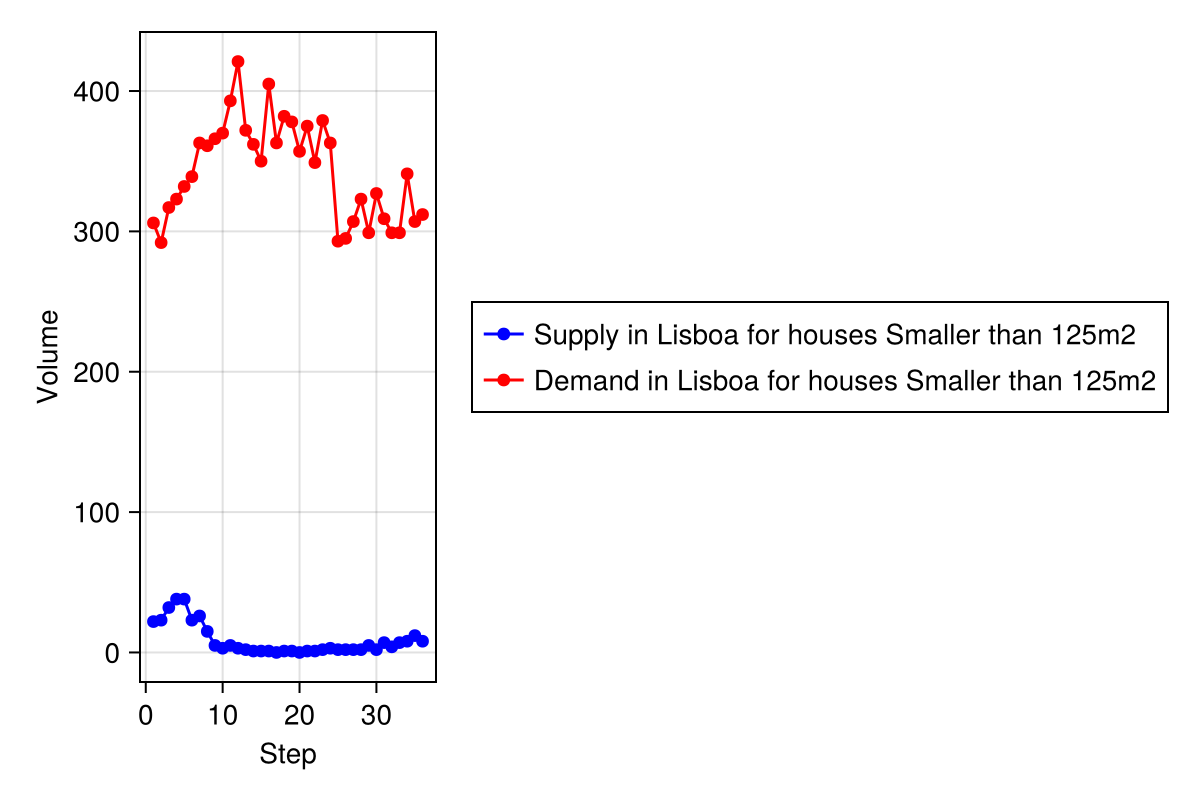 400
300
200
100
0
Volume
0 10 20 30
Step
Supply in Lisboa for houses Smaller than 125m2
Demand in Lisboa for houses Smaller than 125m2